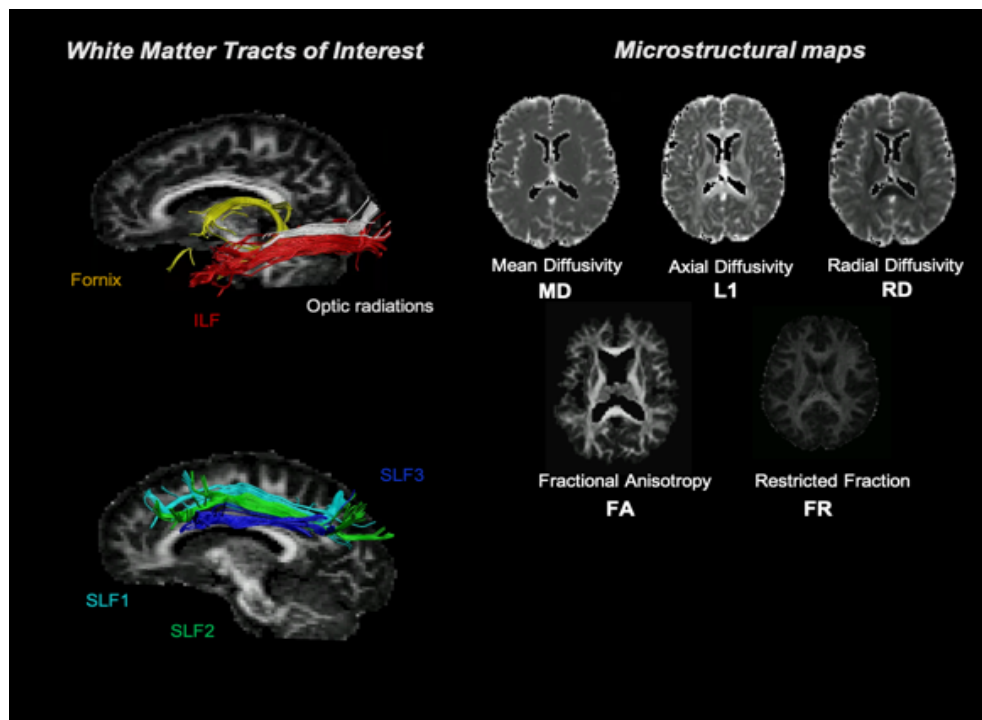 White Matter Tracts of Interest
Fornix
ILF
Optic radiations
SLF3
SLF1
SLF2
Microstructural maps
Mean Diffusivity
MD
Axial Diffusivity
L1
Radial Diffusivity
RD
Fractional Anisotropy
FA
Restricted Fraction
FR